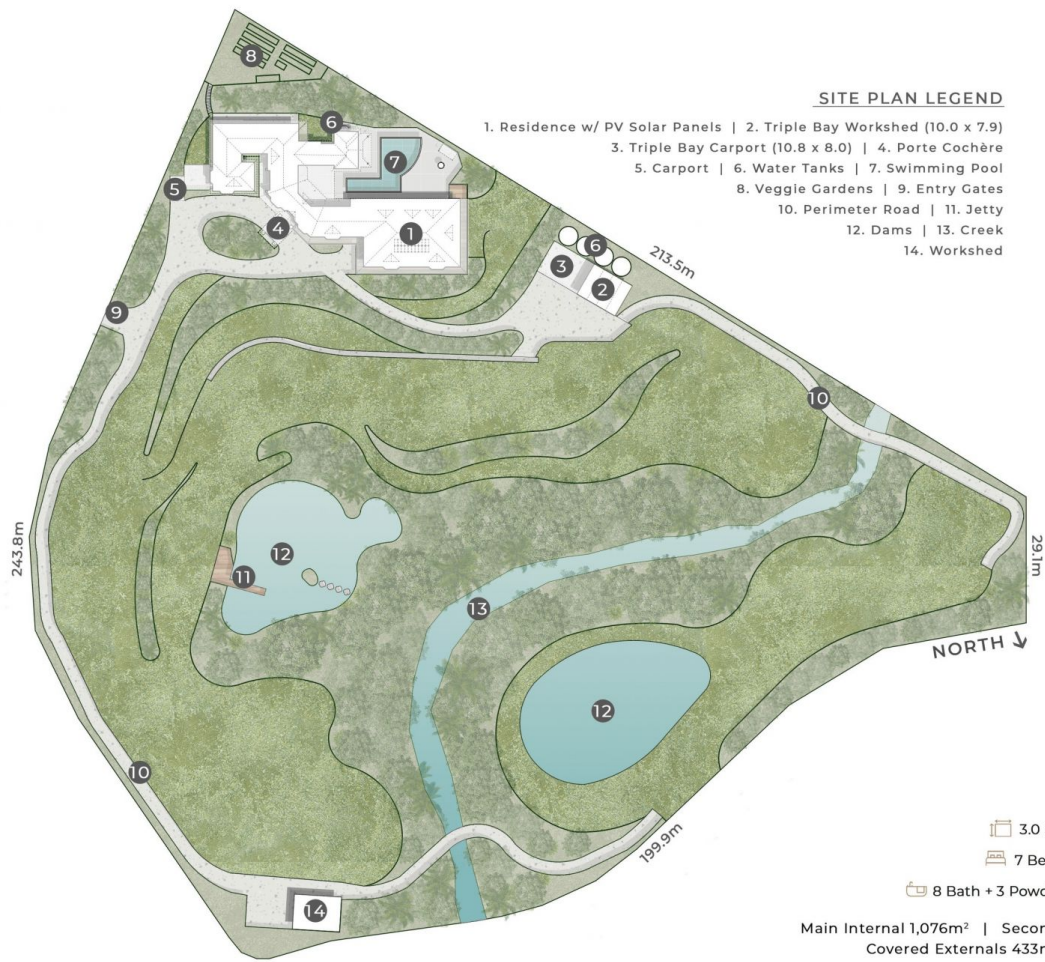 8
SITE PLAN LEGEND
1. Residence w/ PV Solar Panels | 2. Triple Bay Workshed (10.0 x 7.9)
3. Triple Bay Carport (10.8 x 8.0) | 4. Porte Cochère
5. Carport | 6. Water Tanks | 7. Swimming Pool
8. Veggie Gardens | 9. Entry Gates
10. Perimeter Road | 11. Jetty
12. Dams | 13. Creek
14. Workshed
6
7
5
4
1
6
3
2
213.5m
9
10
243.8m
12
11
13
29.1m
NORTH
12
10
199.9m
14
3.0
7 Be
8 Bath + 3 Powd
Main Internal 1,076m² | Secon
Covered Externals 433m